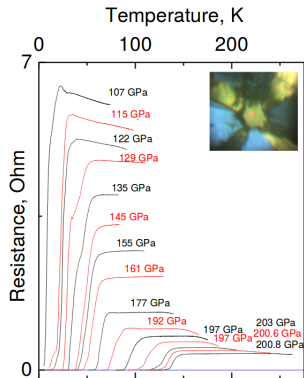 Temperature, K
0
100
200
7
Resistance, Ohm
0
107 GPa
115 GPa
122 GPa
129 GPa
135 GPa
145 GPa
155 GPa
161 GPa
177 GPa
192 GPa
203 GPa
197 GPa
200.6 GPa
197 GPa
200.8 GPa